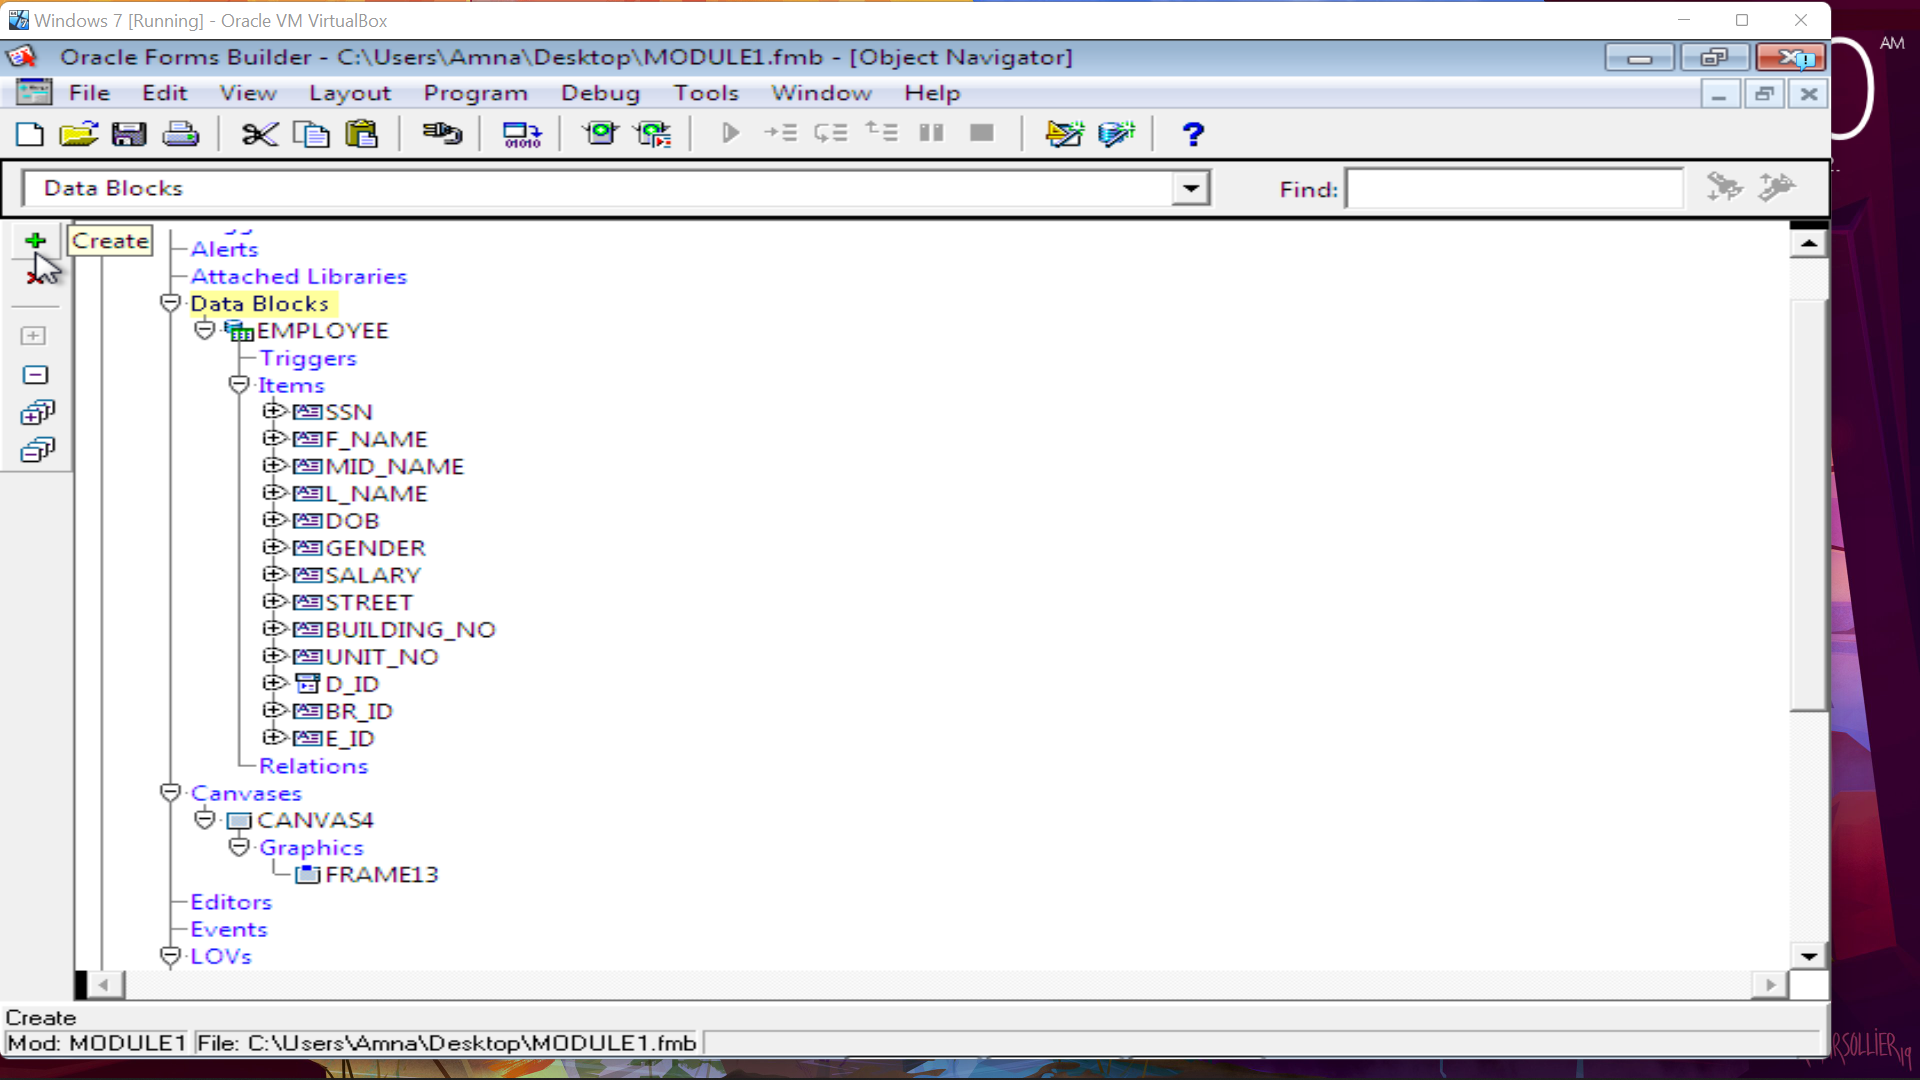 Windows 7 [Running] - Oracle VM VirtualBox
AM
Oracle Forms Builder - C:\Users\Amna\Desktop\MODULE1.fmb - [Object Navigator]
File Edit View Layout Program Debug Tools Window Help
Data Blocks
Find:
Create
Alerts
Attached Libraries
Data Blocks
EMPLOYEE
Triggers
Items
SSN
F_NAME
MID_NAME
L_NAME
DOB
GENDER
SALARY
STREET
BUILDING_NO
UNIT_NO
D_ID
BR_ID
E_ID
Relations
Canvases
CANVAS4
Graphics
FRAME13
Editors
Events
LOVs
Create
Mod: MODULE1 File: C:\Users\Amna\Desktop\MODULE1.fmb